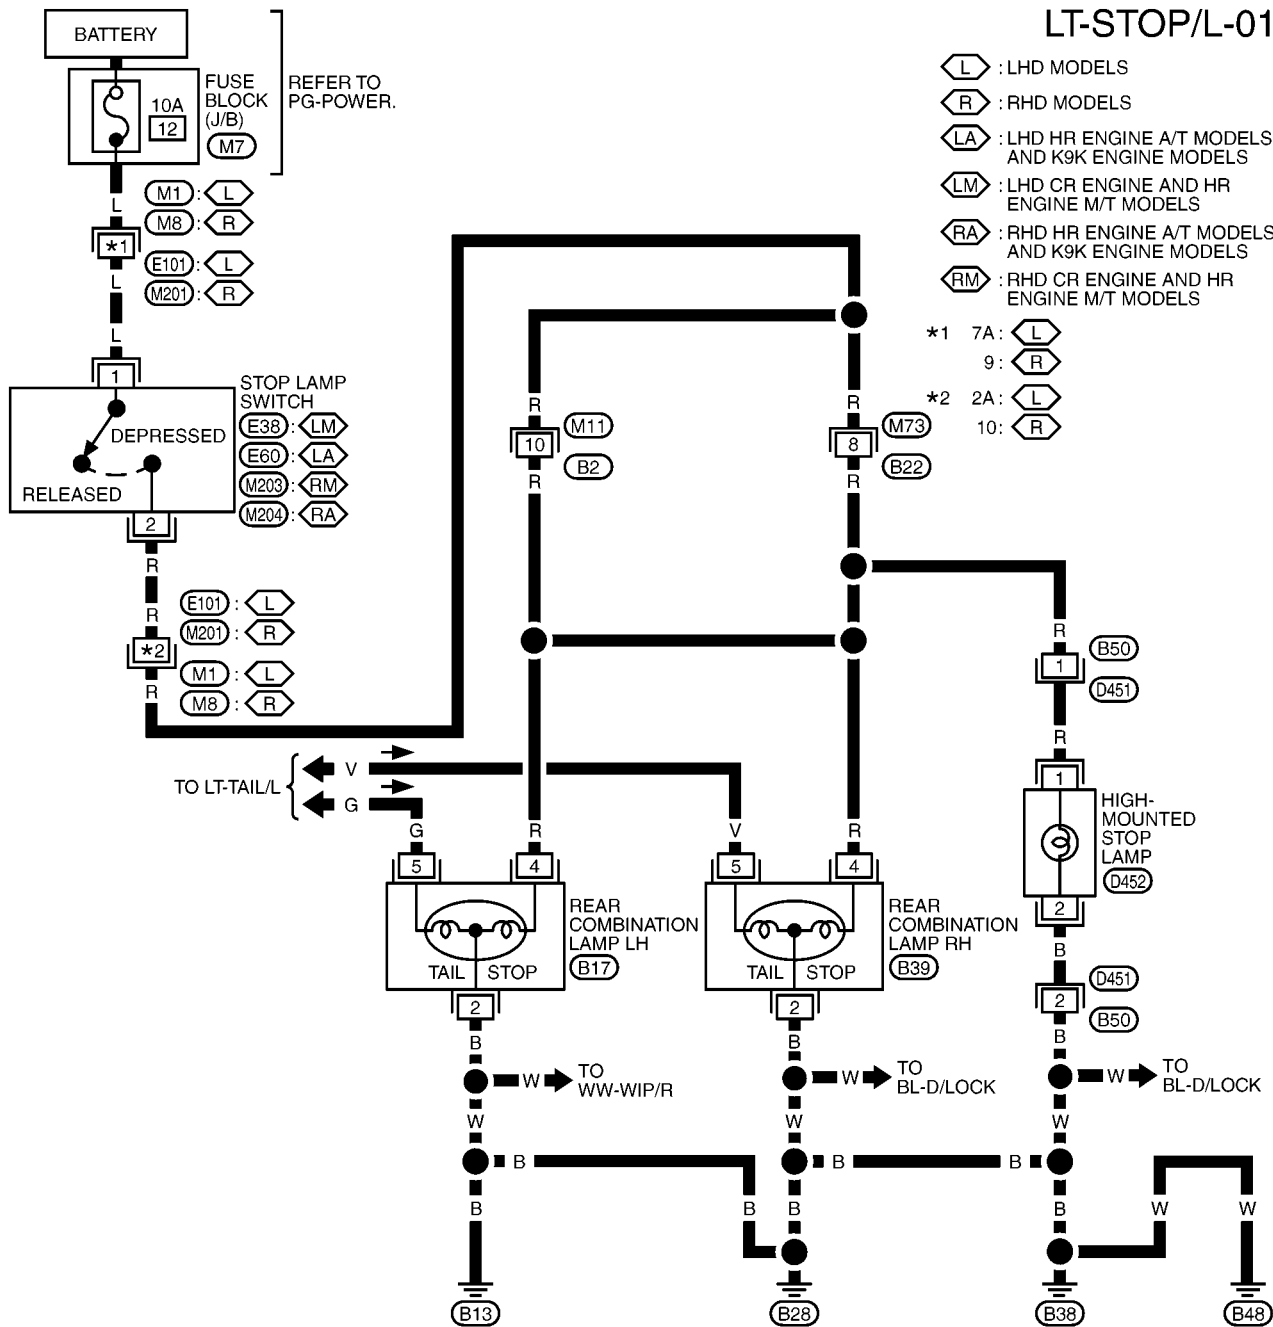 LT-STOP/L-01
BATTERY
10A
12
FUSE
BLOCK
(J/B)
M7
REFER TO
PG-POWER.
L : LHD MODELS
R : RHD MODELS
LA : LHD HR ENGINE A/T MODELS
AND K9K ENGINE MODELS
LM : LHD CR ENGINE AND HR
ENGINE M/T MODELS
RA : RHD HR ENGINE A/T MODELS
AND K9K ENGINE MODELS
RM : RHD CR ENGINE AND HR
ENGINE M/T MODELS
*1 7A: L
9: R
*2 2A: L
10: R
L
M1 : L
M8 : R
*1
E101 : L
M201 : R
L
L
1
STOP LAMP
SWITCH
DEPRESSED
RELEASED
E38 : LM
E60 : LA
M203 : RM
M204 : RA
2
R
R
E101 : L
M201 : R
*2
M1 : L
M8 : R
R
R
10
M11
B2
R
R
8
M73
B22
R
R
1
B50
D451
R
TO LT-TAIL/L
V
G
G
R
V
R
5
4
5
4
1
HIGH-
MOUNTED
STOP
LAMP
D452
2
TAIL STOP
REAR
COMBINATION
LAMP LH
B17
TAIL STOP
REAR
COMBINATION
LAMP RH
B39
2
2
B
D451
2
B50
B
B
B
W TO
WW-WIP/R
W TO
BL-D/LOCK
W TO
BL-D/LOCK
W
W
W
B
B
B
B
B
B
B
W
W
B13
B28
B38
B48